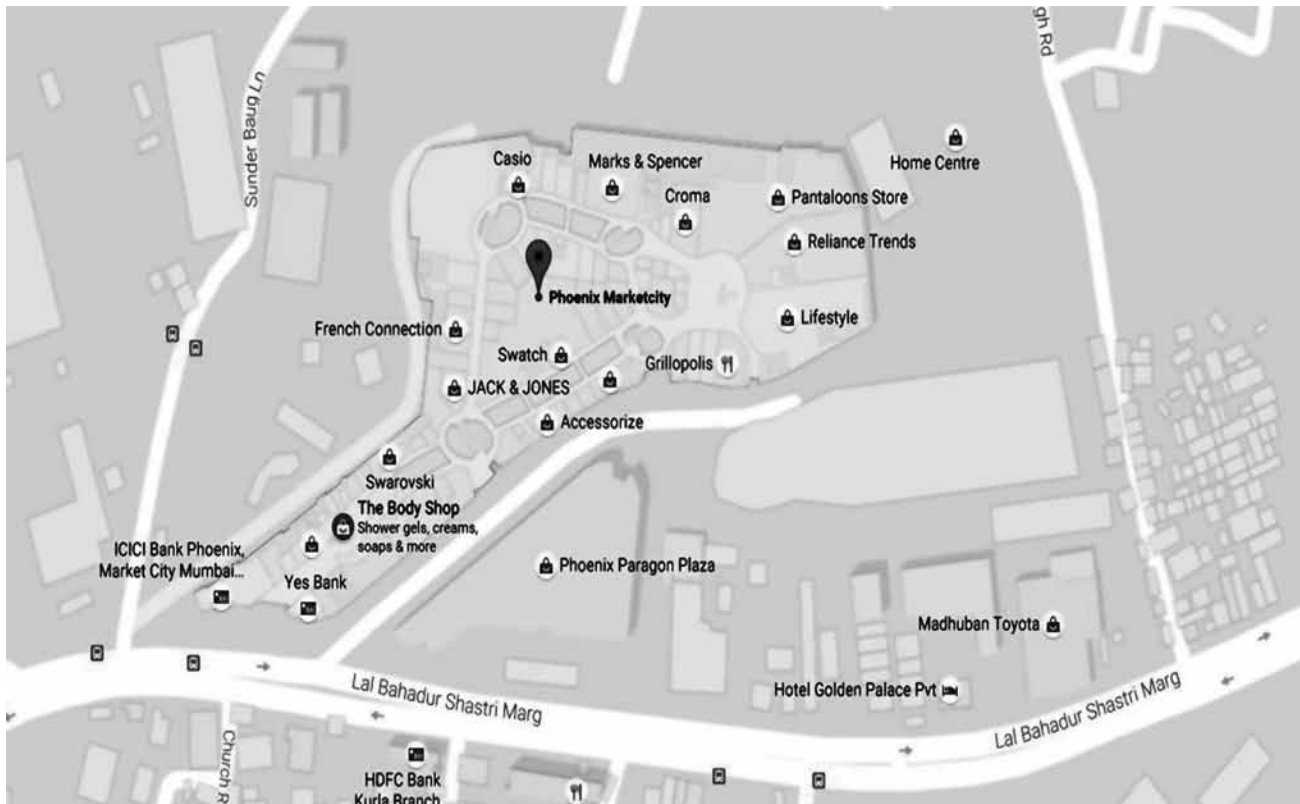 gh Rd
Sunder Baug Ln
Casio
Marks & Spencer
Croma
Home Centre
Pantaloons Store
Reliance Trends
Phoenix Marketcity
French Connection
Lifestyle
Swatch
Grillopolis
JACK & JONES
Accessorize
Swarovski
The Body Shop
Shower gels, creams,
soaps & more
ICICI Bank Phoenix,
Market City Mumbai...
Yes Bank
Phoenix Paragon Plaza
Madhuban Toyota
Hotel Golden Palace Pvt
Lal Bahadur Shastri Marg
Lal Bahadur Shastri Marg
Church R
HDFC Bank
Kurla Branch